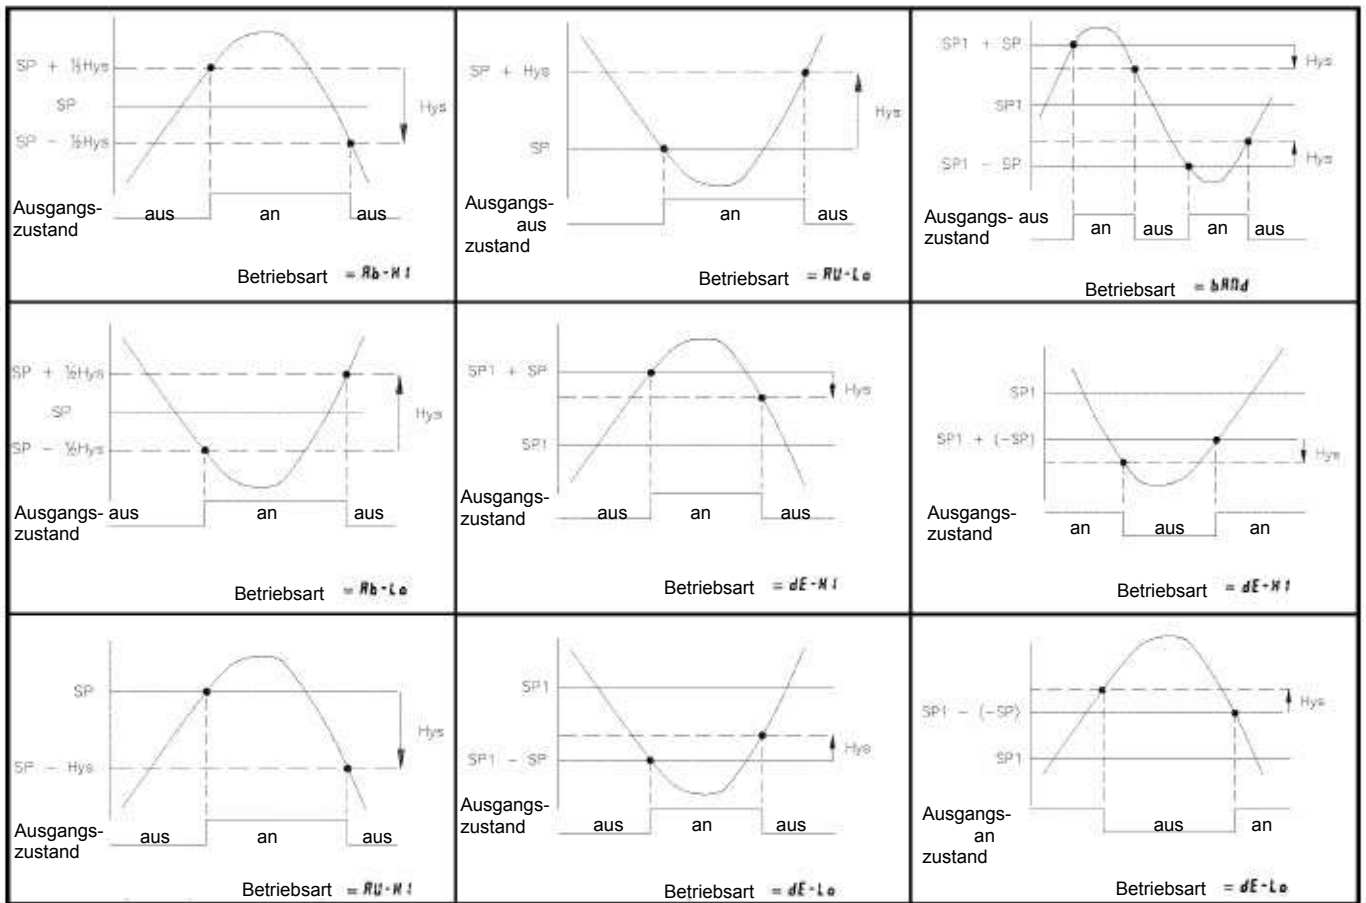 SP + ½Hys
SP
SP - ½Hys
Hys
Ausgangs-
zustand
aus
an
aus
Betriebsart = Ab-HI
SP + Hys
SP
Hys
Ausgangs-
aus
zustand
an
aus
Betriebsart = AU-Lo
SP1 + SP
SP1
SP1 - SP
Hys
Hys
Ausgangs- aus
zustand
an
aus
an
aus
Betriebsart = bANd
SP + ½Hys
SP
SP - ½Hys
Hys
Ausgangs-
zustand
aus
an
aus
Betriebsart = Ab-Lo
SP1 + SP
SP1
Hys
Ausgangs-
zustand
aus
an
aus
Betriebsart = dE-HI
SP1
SP1 + (-SP)
Hys
Ausgangs-
zustand
an
aus
an
Betriebsart = dE-HI
SP
SP - Hys
Hys
Ausgangs-
zustand
aus
an
aus
Betriebsart = AU-HI
SP1
SP1 - SP
Hys
Ausgangs-
zustand
aus
an
aus
Betriebsart = dE-Lo
SP1 - (-SP)
SP1
Hys
Ausgangs-
an
zustand
aus
an
Betriebsart = dE-Lo